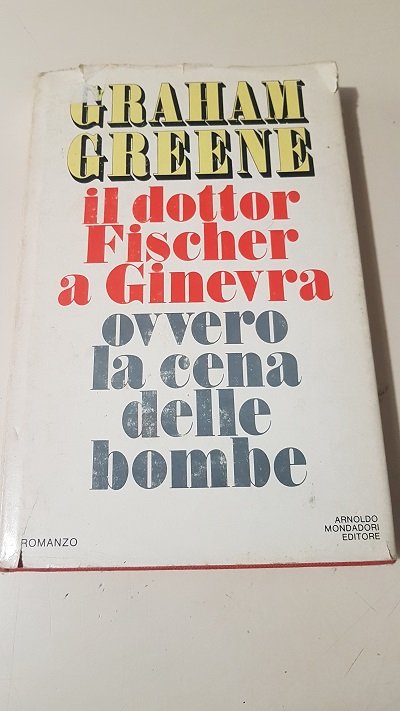 GRAHAM
GREENE
il dottor
Fischer
a Ginevra
ovvero
la cena
delle
bombe
ROMANZO
ARNOLDO
MONDADORI
EDITORE